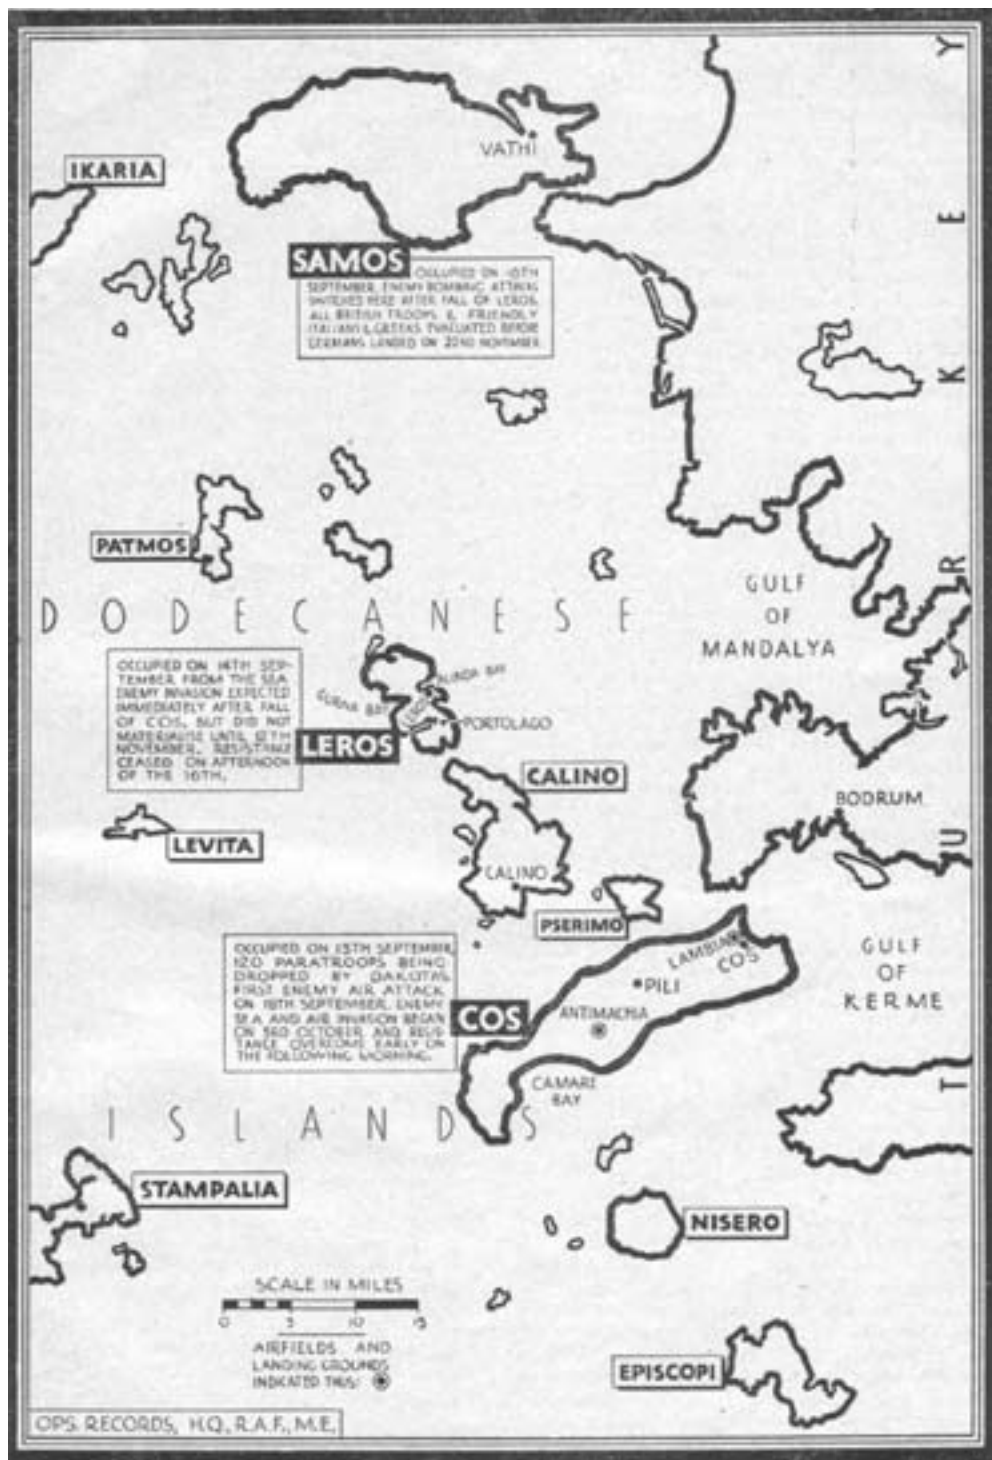 IKARIA
VATHI
SAMOS
OCCUPIED ON 15TH
SEPTEMBER. ENEMY BOMBING ATTACKS
SWITCHED HERE AFTER FALL OF LEROS.
ALL BRITISH TROOPS & FRIENDLY
ITALIANS & GREEKS EVACUATED BEFORE
GERMANS LANDED ON 22ND NOVEMBER
TURKEY
PATMOS
GULF
OF
MANDALYA
DODECANESE
OCCUPIED ON 14TH SEP-
TEMBER FROM THE SEA
ENEMY INVASION EXPECTED
IMMEDIATELY AFTER FALL
OF COS, BUT DID NOT
MATERIALISE UNTIL 12TH
NOVEMBER. RESISTANCE
CEASED ON AFTERNOON
OF THE 16TH.
ALINDA BAY
GURNA BAY
LEROS
PORTOLAGO
LEROS
CALINO
BODRUM
LEVITA
CALINO
PSERIMO
OCCUPIED ON 13TH SEPTEMBER,
120 PARATROOPS BEING
DROPPED BY DAKOTAS.
FIRST ENEMY AIR ATTACK
ON 18TH SEPTEMBER. ENEMY
SEA AND AIR INVASION BEGAN
ON 3RD OCTOBER AND RESIS-
TANCE OVERCOME EARLY ON
THE FOLLOWING MORNING.
LAMBIA
COS
PILI
GULF
OF
KERME
COS
ANTIMACHIA
CAMARE
BAY
ISLANDS
STAMPALIA
NISERO
SCALE IN MILES
0 5 10 15
AIRFIELDS AND
LANDING GROUNDS
INDICATED THUS:
EPISCOPI
OPS. RECORDS, H.Q., R.A.F., M.E.